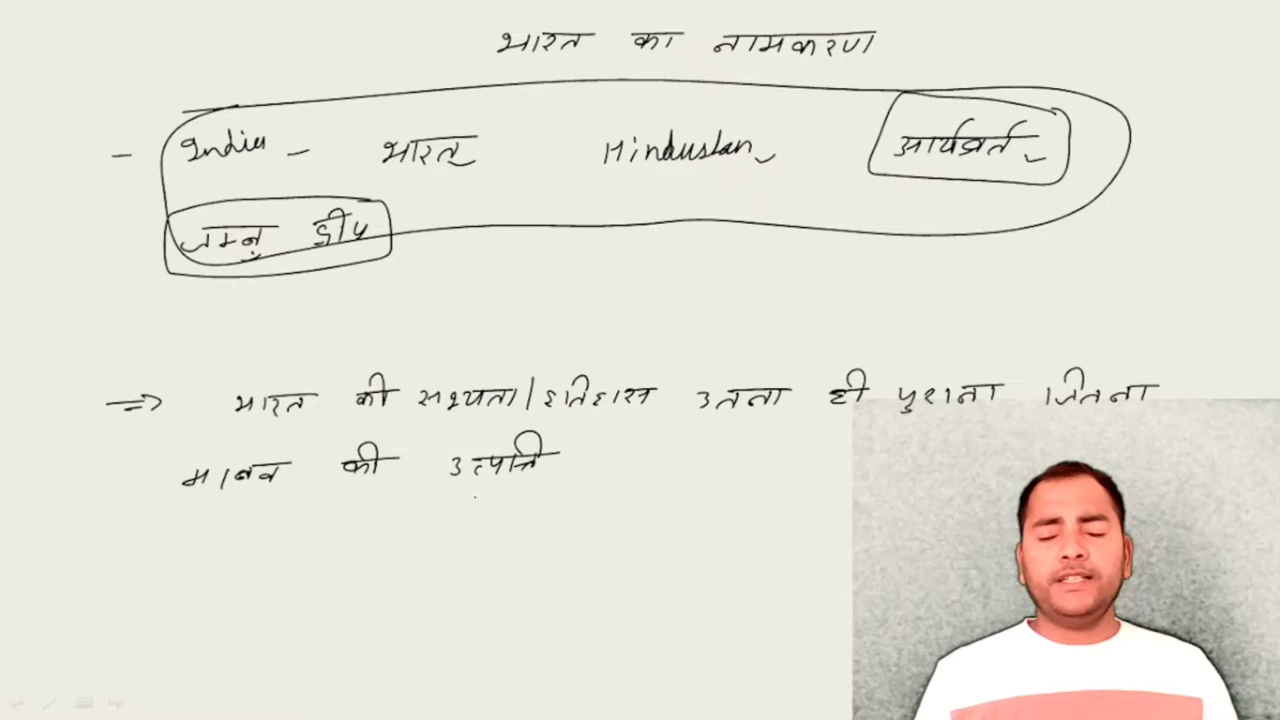 भारत का नामकरण
- India - भारत Hindustan आर्यव्रत
जम्बू द्वीप
⇒ भारत की सभ्यता/इतिहास उतना ही पुराना जितना
मानव की उत्पत्ति